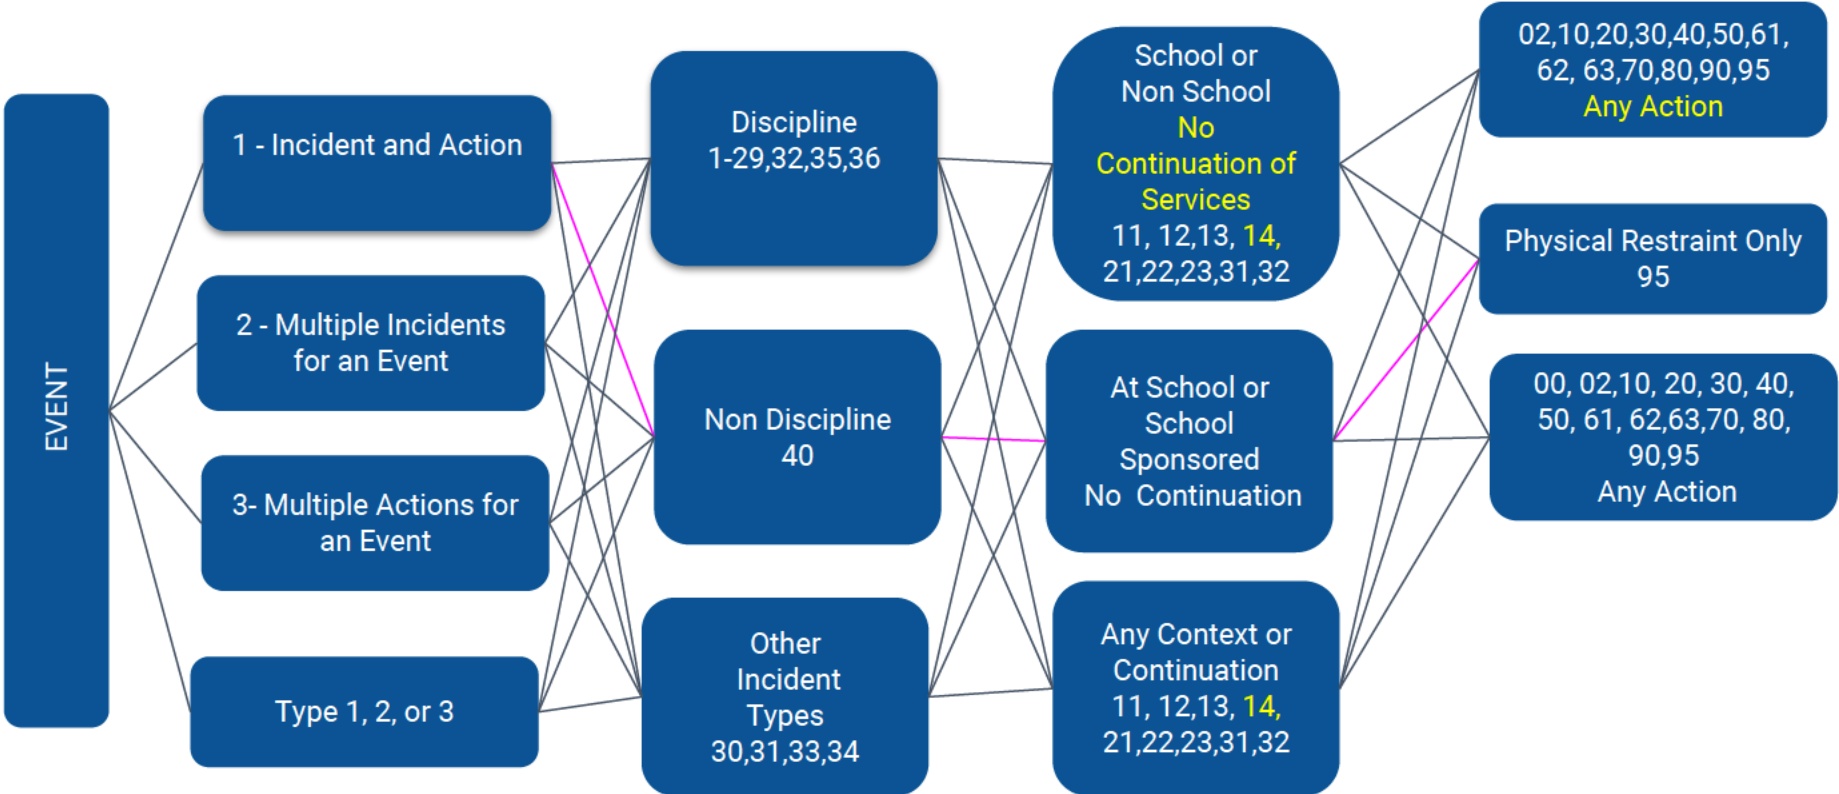 EVENT
1 - Incident and Action
2 - Multiple Incidents
for an Event
3- Multiple Actions for
an Event
Type 1, 2, or 3
Discipline
1-29,32,35,36
Non Discipline
40
Other
Incident
Types
30,31,33,34
School or
Non School
No
Continuation of
Services
11, 12,13, 14,
21,22,23,31,32
At School or
School
Sponsored
No Continuation
Any Context or
Continuation
11, 12,13, 14,
21,22,23,31,32
02,10,20,30,40,50,61,
62, 63,70,80,90,95
Any Action
Physical Restraint Only
95
00, 02,10, 20, 30, 40,
50, 61, 62,63,70, 80,
90,95
Any Action